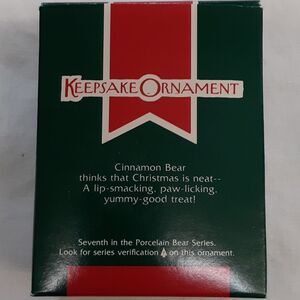 KEEPSAKE ORNAMENT
Cinnamon Bear
thinks that Christmas is neat--
A lip-smacking, paw-licking,
yummy-good treat!
Seventh in the Porcelain Bear Series.
Look for series verification on this ornament.